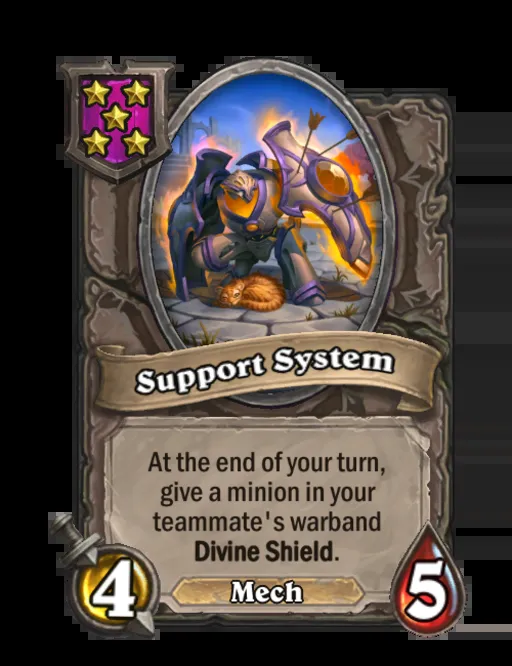 Support System
At the end of your turn,
give a minion in your
teammate's warband
Divine Shield.
Mech
4
5